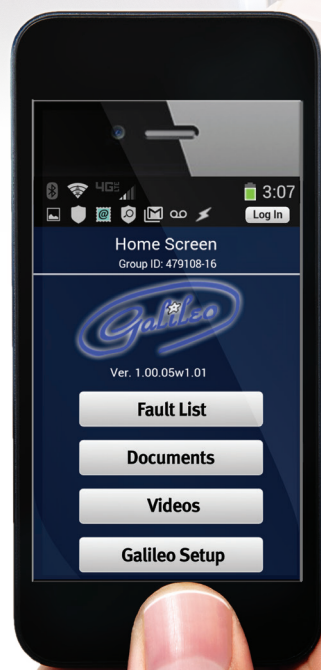 4G
3:07
@
Log In
Home Screen
Group ID: 479108-16
Galileo
Ver. 1.00.05w1.01
Fault List
Documents
Videos
Galileo Setup